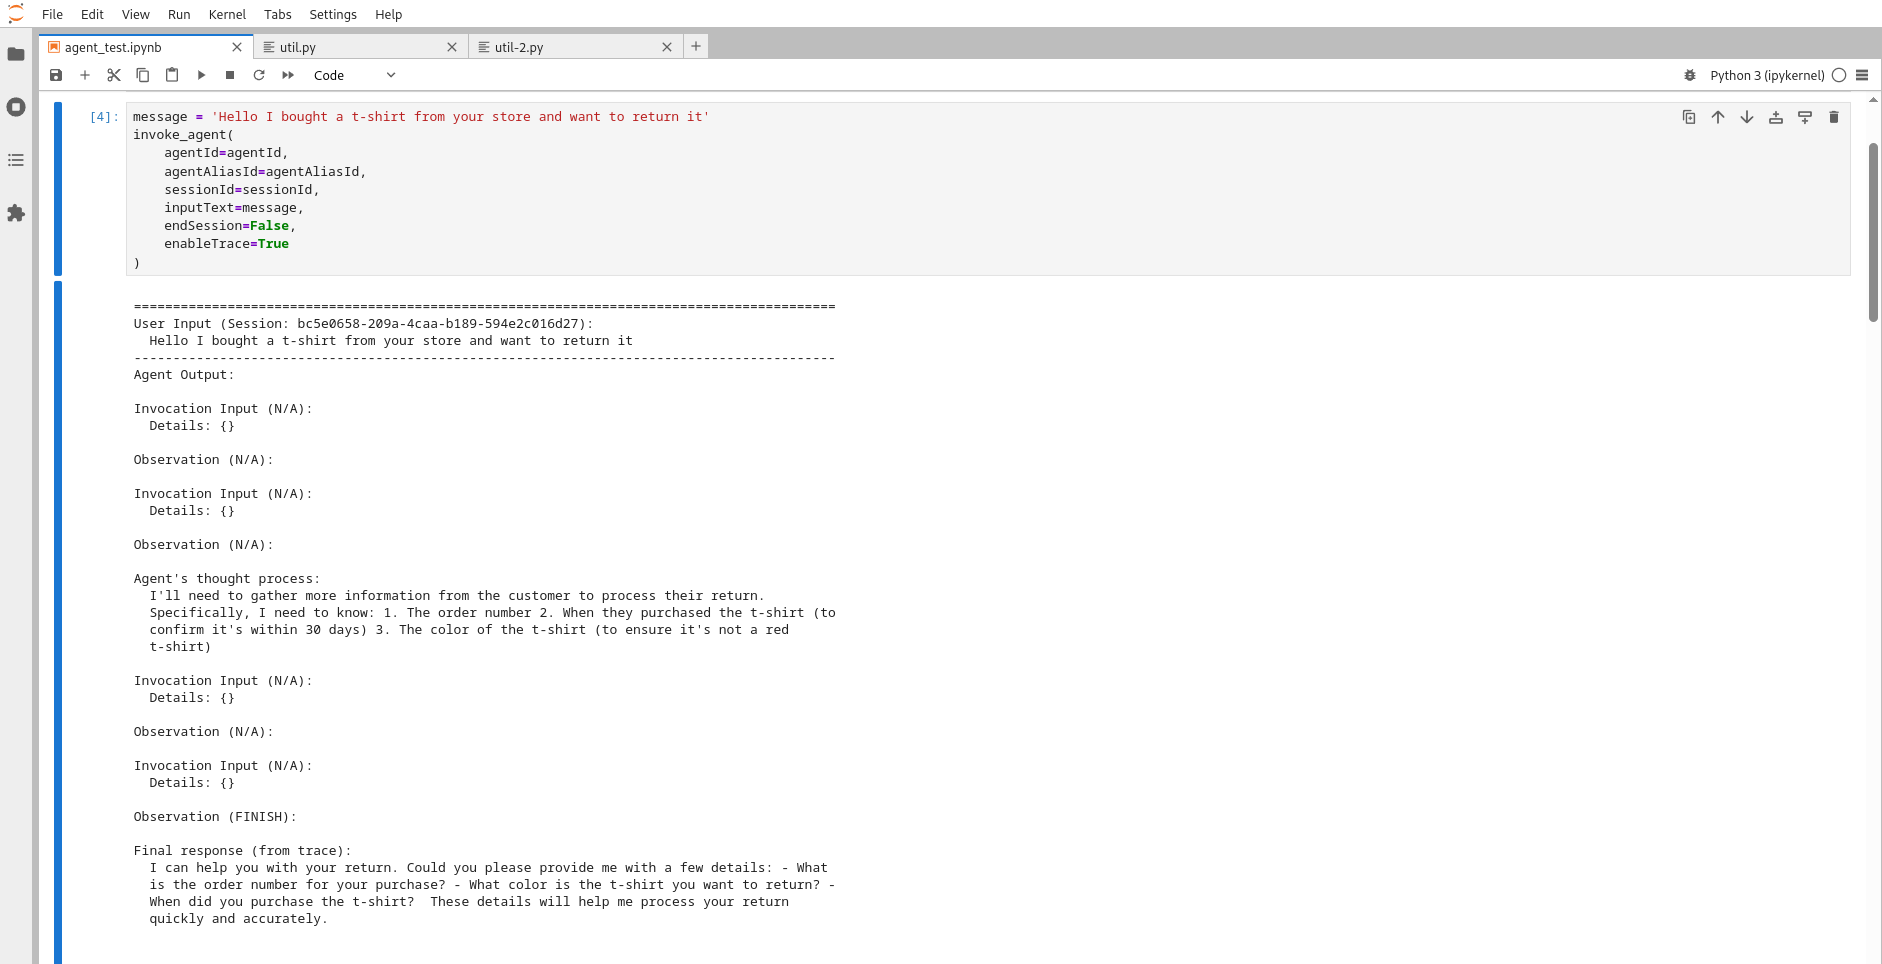 File Edit View Run Kernel Tabs Settings Help
agent_test.ipynb util.py util-2.py
Code Python 3 (ipykernel)
[4]: message = 'Hello I bought a t-shirt from your store and want to return it'
invoke_agent(
    agentId=agentId,
    agentAliasId=agentAliasId,
    sessionId=sessionId,
    inputText=message,
    endSession=False,
    enableTrace=True
)
==========================================================================================
User Input (Session: bc5e0658-209a-4caa-b189-594e2c016d27):
  Hello I bought a t-shirt from your store and want to return it
------------------------------------------------------------------------------------------
Agent Output:
Invocation Input (N/A):
  Details: {}
Observation (N/A):
Invocation Input (N/A):
  Details: {}
Observation (N/A):
Agent's thought process:
  I'll need to gather more information from the customer to process their return.
  Specifically, I need to know: 1. The order number 2. When they purchased the t-shirt (to
  confirm it's within 30 days) 3. The color of the t-shirt (to ensure it's not a red
  t-shirt)
Invocation Input (N/A):
  Details: {}
Observation (N/A):
Invocation Input (N/A):
  Details: {}
Observation (FINISH):
Final response (from trace):
  I can help you with your return. Could you please provide me with a few details: - What
  is the order number for your purchase? - What color is the t-shirt you want to return? -
  When did you purchase the t-shirt?  These details will help me process your return
  quickly and accurately.